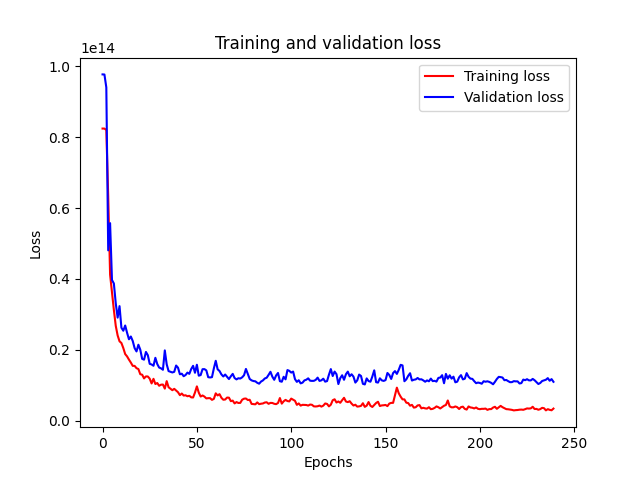 Training and validation loss
1e14
Training loss
Validation loss
1.0
0.8
0.6
0.4
0.2
0.0
Loss
0 50 100 150 200 250
Epochs